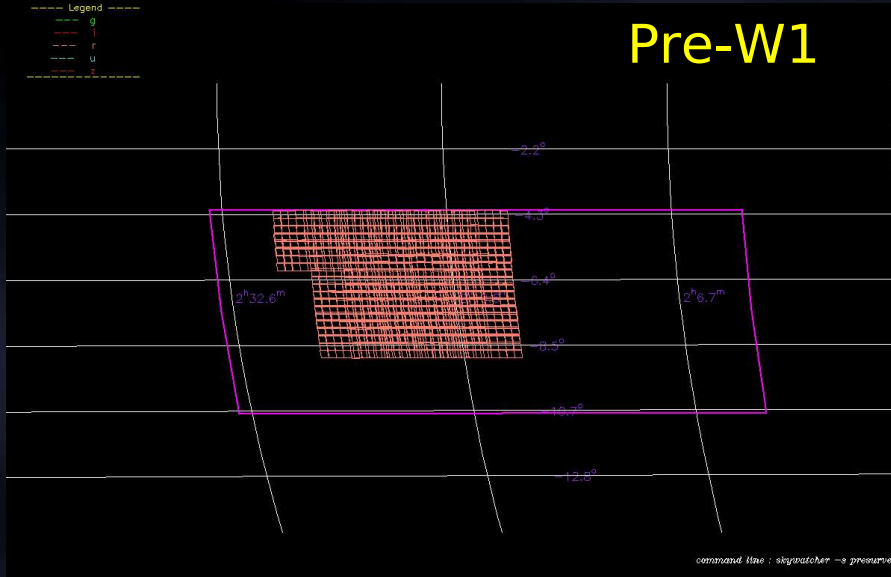 ---- Legend ----
--- g
--- i
--- r
--- u
--- z
--------------
Pre-W1
-2.2°
-4.3°
-6.4°
2ʰ32.6ᵐ
2ʰ6.7ᵐ
-8.5°
-10.7°
-12.8°
command line : skywatcher -s presurve